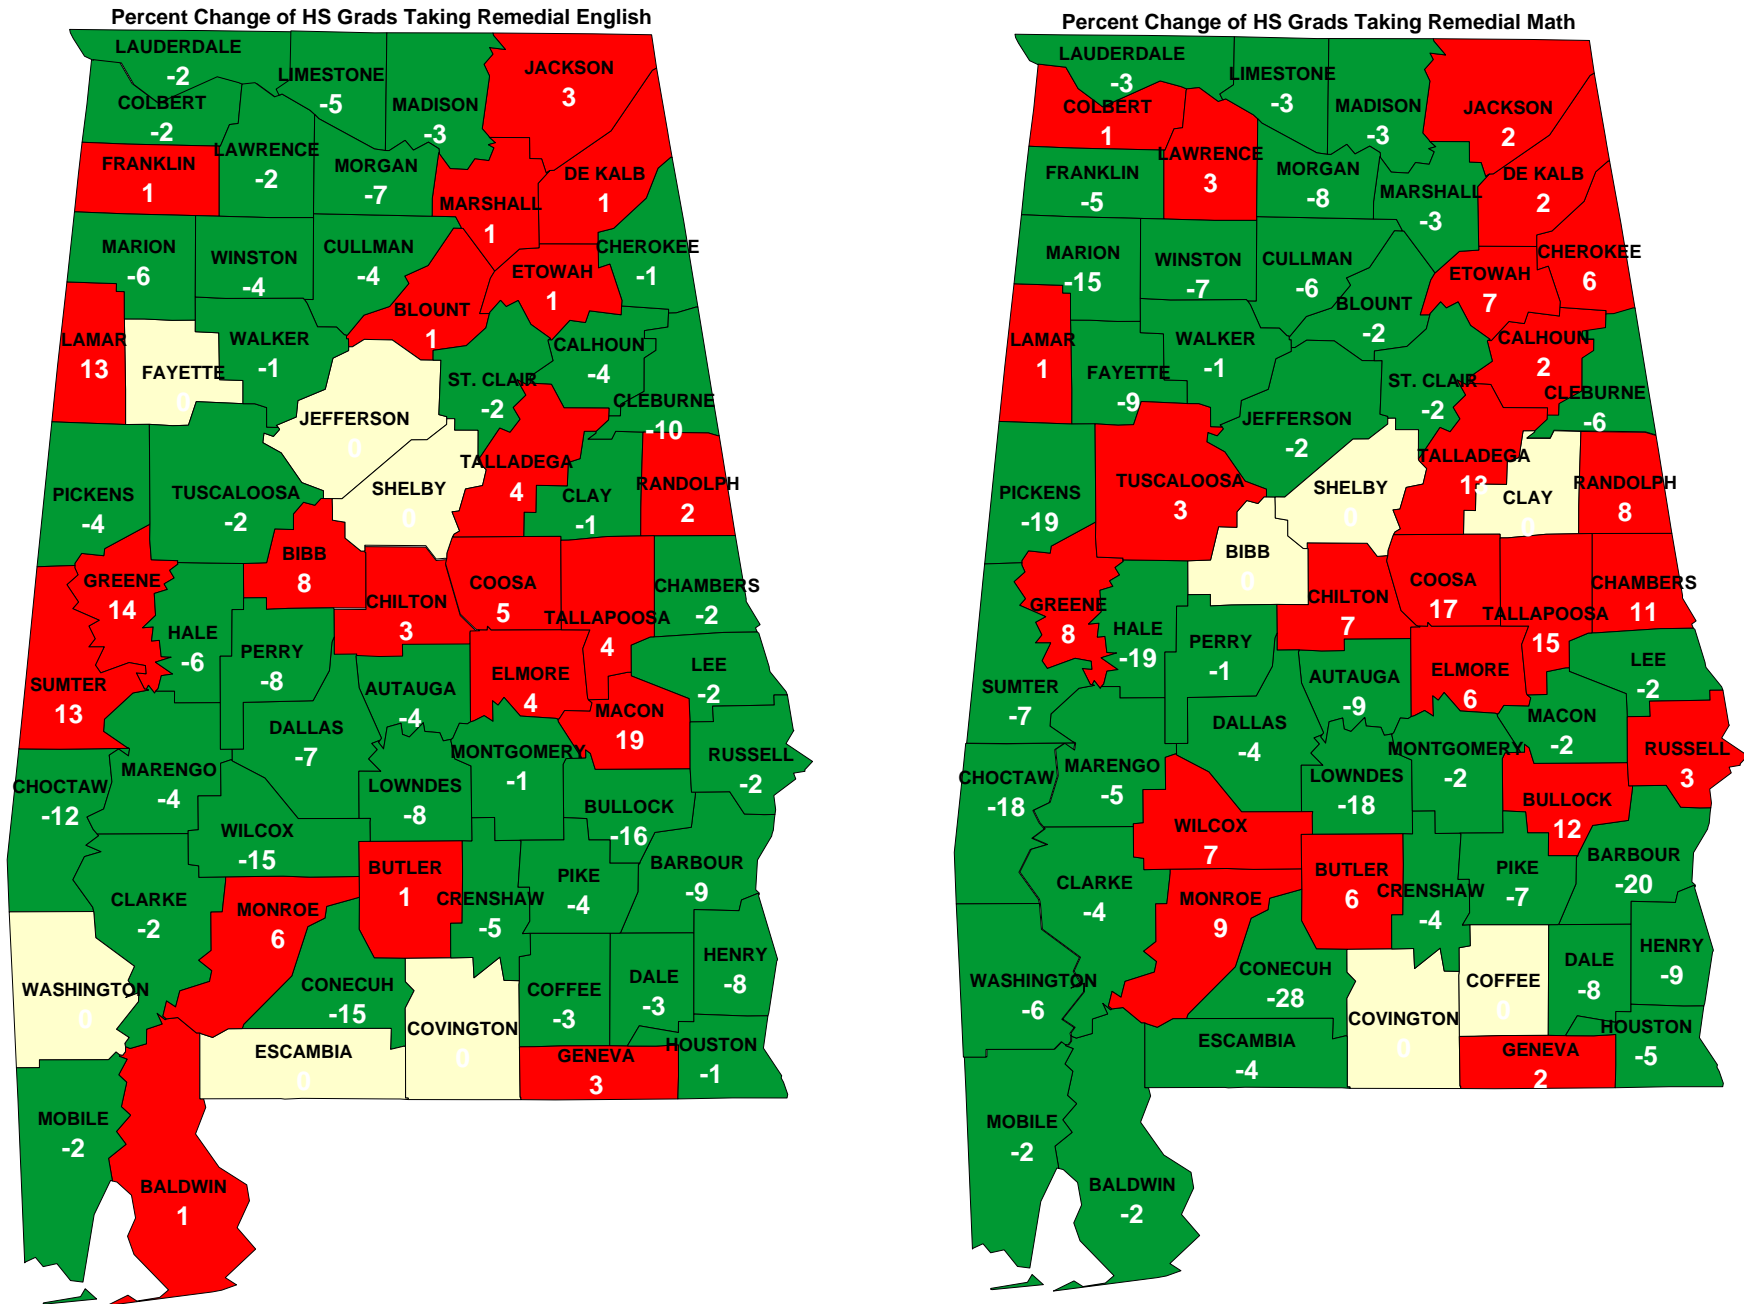 Percent Change of HS Grads Taking Remedial English
LAUDERDALE
-2
LIMESTONE
-5
MADISON
-3
JACKSON
3
COLBERT
-2
FRANKLIN
1
LAWRENCE
-2
MORGAN
-7
MARSHALL
1
DE KALB
1
MARION
-6
WINSTON
-4
CULLMAN
-4
CHEROKEE
-1
ETOWAH
1
BLOUNT
1
LAMAR
13
FAYETTE
0
WALKER
-1
CALHOUN
-4
ST. CLAIR
-2
CLEBURNE
-10
JEFFERSON
0
TALLADEGA
4
SHELBY
0
CLAY
-1
RANDOLPH
2
PICKENS
-4
TUSCALOOSA
-2
BIBB
8
GREENE
14
COOSA
5
CHAMBERS
-2
CHILTON
3
TALLAPOOSA
4
HALE
-6
PERRY
-8
LEE
-2
SUMTER
13
AUTAUGA
-4
ELMORE
4
MACON
19
DALLAS
-7
MONTGOMERY
-1
RUSSELL
-2
CHOCTAW
-12
MARENGO
-4
LOWNDES
-8
BULLOCK
-16
WILCOX
-15
BUTLER
1
BARBOUR
-9
PIKE
-4
CLARKE
-2
MONROE
6
CRENSHAW
-5
HENRY
-8
WASHINGTON
0
CONECUH
-15
COFFEE
-3
DALE
-3
COVINGTON
0
ESCAMBIA
0
GENEVA
3
HOUSTON
-1
MOBILE
-2
BALDWIN
1
Percent Change of HS Grads Taking Remedial Math
LAUDERDALE
-3
LIMESTONE
-3
MADISON
-3
JACKSON
2
COLBERT
1
FRANKLIN
-5
LAWRENCE
3
MORGAN
-8
MARSHALL
-3
DE KALB
2
MARION
-15
WINSTON
-7
CULLMAN
-6
CHEROKEE
6
ETOWAH
7
BLOUNT
-2
LAMAR
1
FAYETTE
-9
WALKER
-1
CALHOUN
2
ST. CLAIR
-2
CLEBURNE
-6
JEFFERSON
-2
TALLADEGA
13
SHELBY
0
CLAY
0
RANDOLPH
8
PICKENS
-19
TUSCALOOSA
3
BIBB
0
GREENE
8
COOSA
17
CHAMBERS
11
CHILTON
7
TALLAPOOSA
15
HALE
-19
PERRY
-1
LEE
-2
SUMTER
-7
AUTAUGA
-9
ELMORE
6
MACON
-2
DALLAS
-4
MONTGOMERY
-2
RUSSELL
3
CHOCTAW
-18
MARENGO
-5
LOWNDES
-18
BULLOCK
12
WILCOX
7
BUTLER
6
BARBOUR
-20
PIKE
-7
CLARKE
-4
MONROE
9
CRENSHAW
-4
HENRY
-9
WASHINGTON
-6
CONECUH
-28
COFFEE
0
DALE
-8
COVINGTON
0
ESCAMBIA
-4
GENEVA
2
HOUSTON
-5
MOBILE
-2
BALDWIN
-2